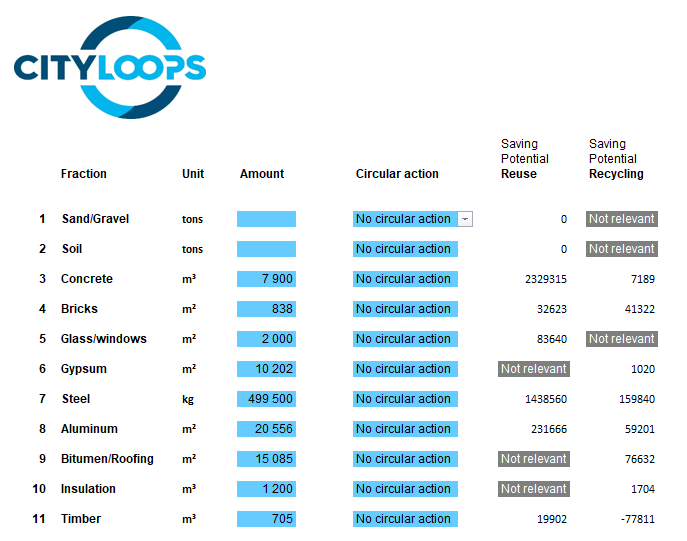 CITYLOOPS
Saving Potential Reuse Saving Potential Recycling
Fraction Unit Amount Circular action
1 Sand/Gravel tons No circular action 0 Not relevant
2 Soil tons No circular action 0 Not relevant
3 Concrete m³ 7 900 No circular action 2329315 7189
4 Bricks m² 838 No circular action 32623 41322
5 Glass/windows m² 2 000 No circular action 83640 Not relevant
6 Gypsum m² 10 202 No circular action Not relevant 1020
7 Steel kg 499 500 No circular action 1438560 159840
8 Aluminum m² 20 556 No circular action 231666 59201
9 Bitumen/Roofing m² 15 085 No circular action Not relevant 76632
10 Insulation m³ 1 200 No circular action Not relevant 1704
11 Timber m³ 705 No circular action 19902 -77811